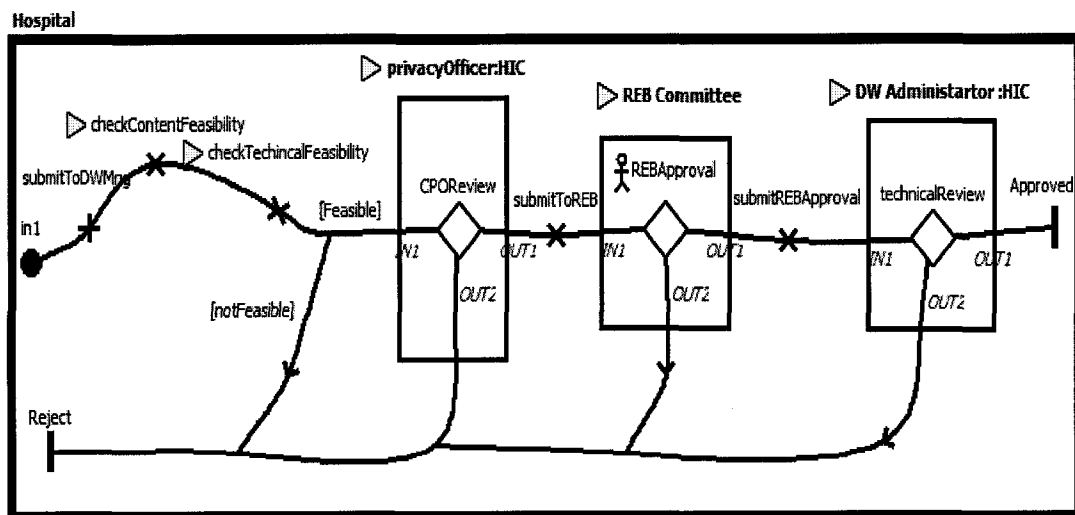 Hospital
privacyOfficer:HIC
REB Committee
DW Administartor :HIC
checkContentFeasibility
checkTechincalFeasibility
submitToDWMng
in1
[Feasible]
CPOReview
submitToREB
REBApproval
submitREBApproval
technicalReview
Approved
IN1
OUT1
IN1
OUT1
IN1
OUT1
OUT2
OUT2
OUT2
[notFeasible]
Reject